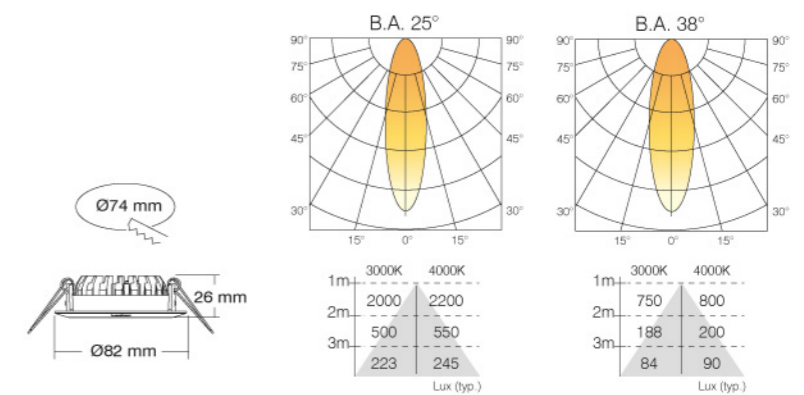 B.A. 25°
90° 90°
75° 75°
60° 60°
45° 45°
30° 30°
15° 0° 15°
B.A. 38°
90° 90°
75° 75°
60° 60°
45° 45°
30° 30°
15° 0° 15°
Ø74 mm
26 mm
Ø82 mm
3000K 4000K
1m
2000 2200
2m
500 550
3m
223 245
Lux (typ.)
3000K 4000K
1m
750 800
2m
188 200
3m
84 90
Lux (typ.)